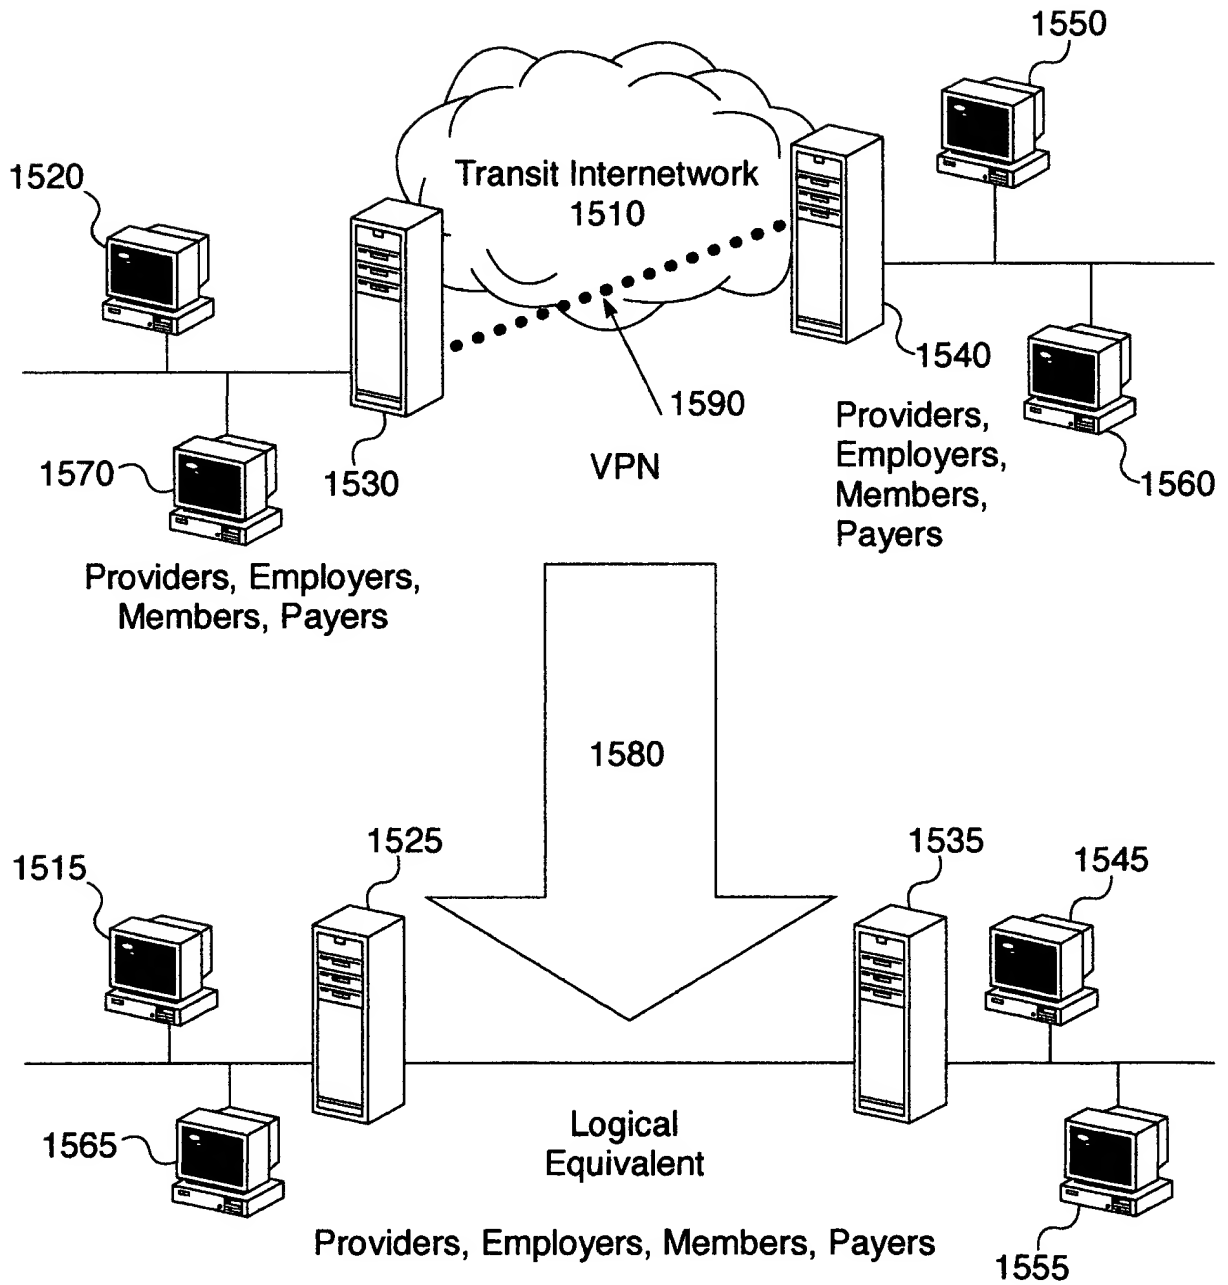 1550
Transit Internetwork
1510
1520
1540
1590
Providers,
Employers,
Members,
Payers
1570
1530
VPN
1560
Providers, Employers,
Members, Payers
1580
1525
1535
1515
1545
1565
Logical
Equivalent
Providers, Employers, Members, Payers
1555